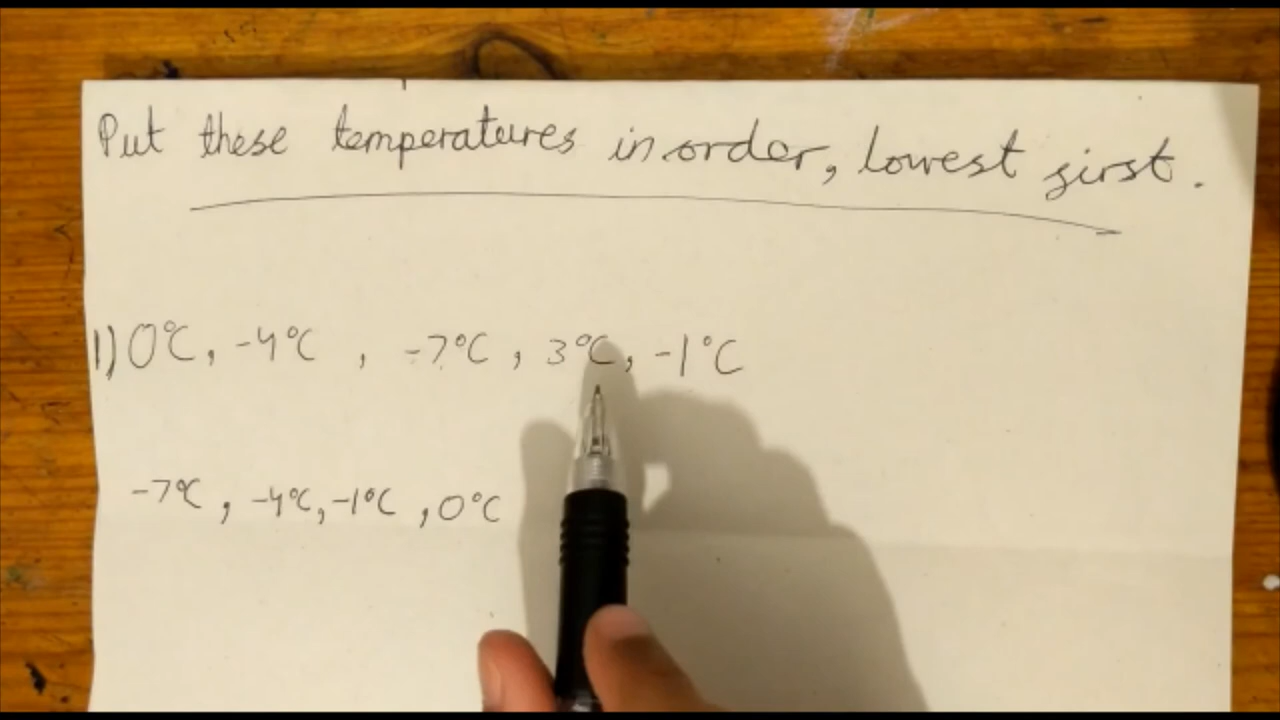 Put these temperatures in order, lowest first.
1) 0°C, -4°C, -7°C, 3°C, -1°C
-7°C, -4°C, -1°C, 0°C